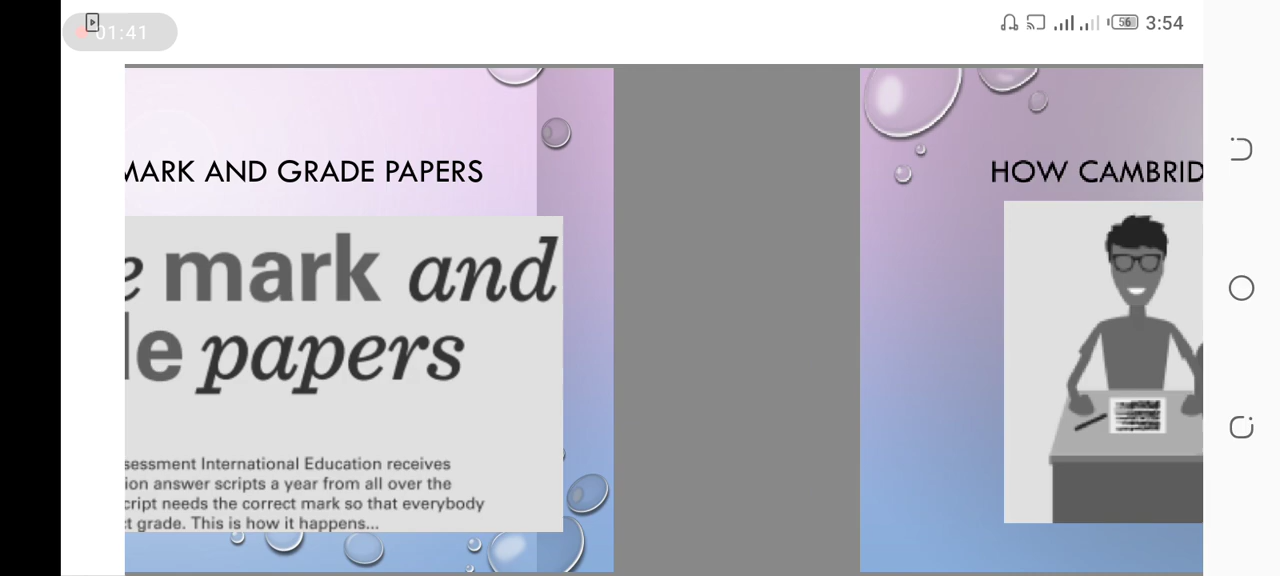 01:41
56 3:54
MARK AND GRADE PAPERS
e mark and
le papers
sessment International Education receives
ion answer scripts a year from all over the
cript needs the correct mark so that everybody
t grade. This is how it happens...
HOW CAMBRID